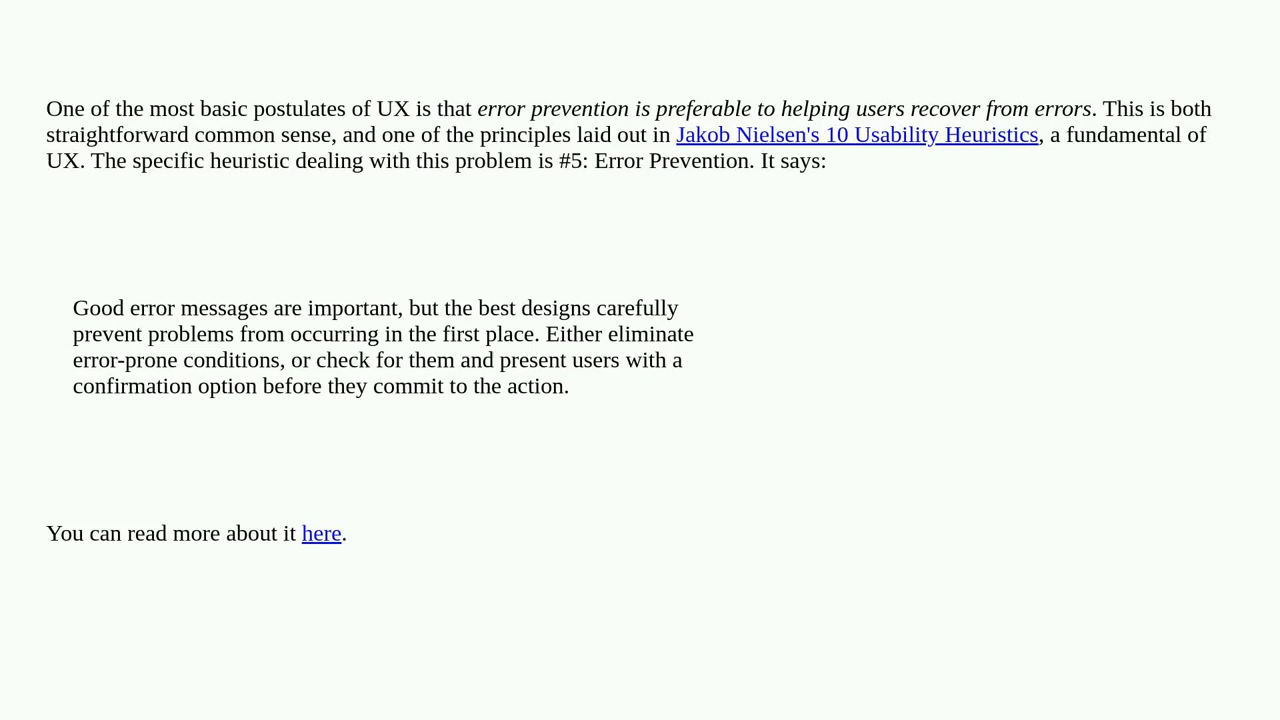 One of the most basic postulates of UX is that error prevention is preferable to helping users recover from errors. This is both
straightforward common sense, and one of the principles laid out in Jakob Nielsen's 10 Usability Heuristics, a fundamental of
UX. The specific heuristic dealing with this problem is #5: Error Prevention. It says:
Good error messages are important, but the best designs carefully
prevent problems from occurring in the first place. Either eliminate
error-prone conditions, or check for them and present users with a
confirmation option before they commit to the action.
You can read more about it here.